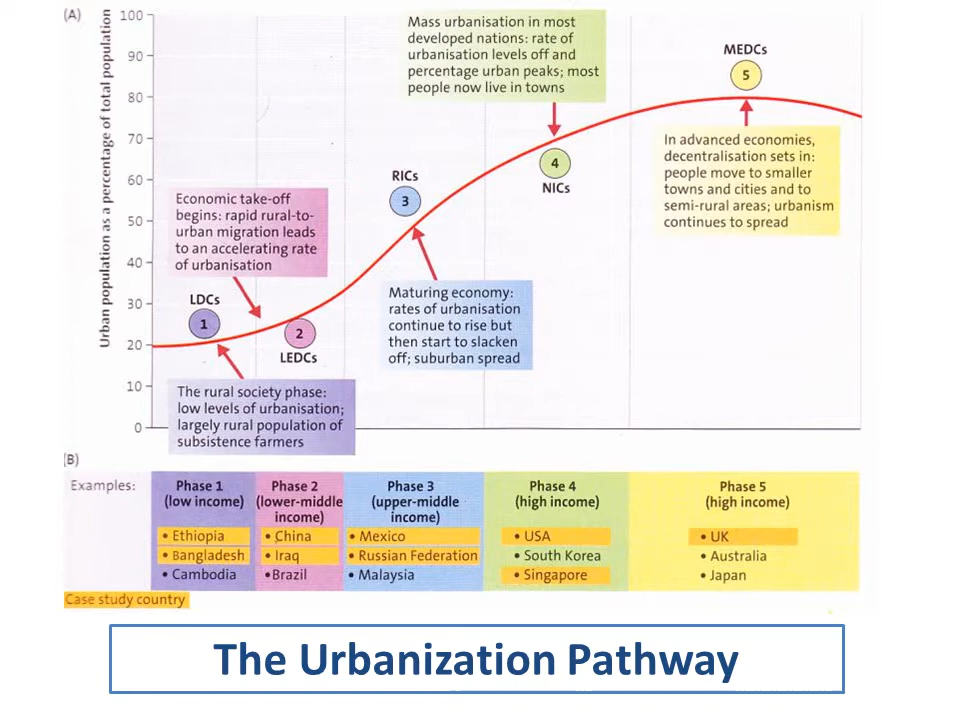 (A)
Urban population as a percentage of total population
100
90
80
70
60
50
40
30
20
10
0
Mass urbanisation in most
developed nations: rate of
urbanisation levels off and
percentage urban peaks; most
people now live in towns
MEDCs
5
In advanced economies,
decentralisation sets in:
people move to smaller
towns and cities and to
semi-rural areas; urbanism
continues to spread
4
NICs
RICs
3
Economic take-off
begins: rapid rural-to-
urban migration leads
to an accelerating rate
of urbanisation
Maturing economy:
rates of urbanisation
continue to rise but
then start to slacken
off; suburban spread
LDCs
1
2
LEDCs
The rural society phase:
low levels of urbanisation;
largely rural population of
subsistence farmers
(B)
Examples:
Phase 1
(low income)
• Ethiopia
• Bangladesh
• Cambodia
Phase 2
(lower-middle
income)
• China
• Iraq
•Brazil
Phase 3
(upper-middle
income)
• Mexico
• Russian Federation
• Malaysia
Phase 4
(high income)
• USA
• South Korea
• Singapore
Phase 5
(high income)
• UK
• Australia
• Japan
Case study country
The Urbanization Pathway